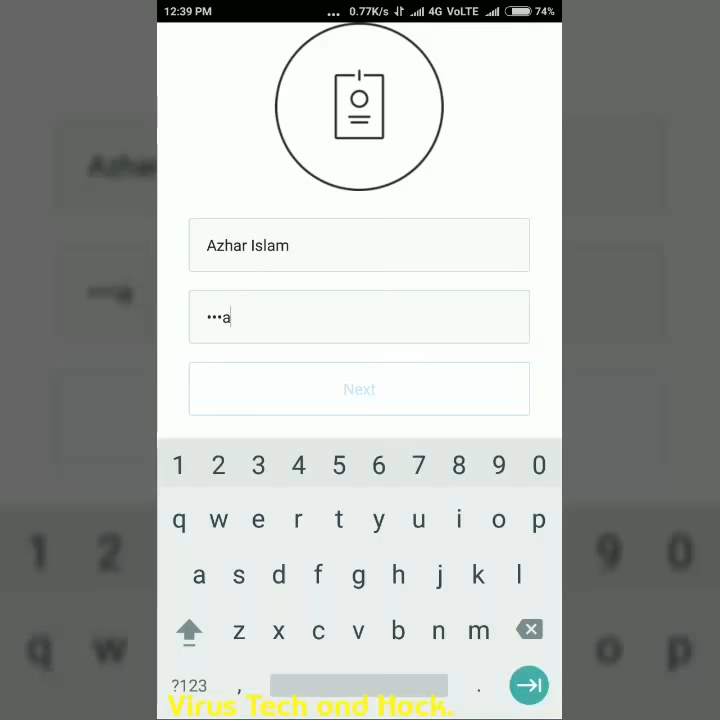 12:39 PM ... 0.77K/s 4G VoLTE 74%
Azhar Islam
•••a
Next
1 2 3 4 5 6 7 8 9 0
q w e r t y u i o p
a s d f g h j k l
z x c v b n m
?123 , .
Virus Tech and Hack.